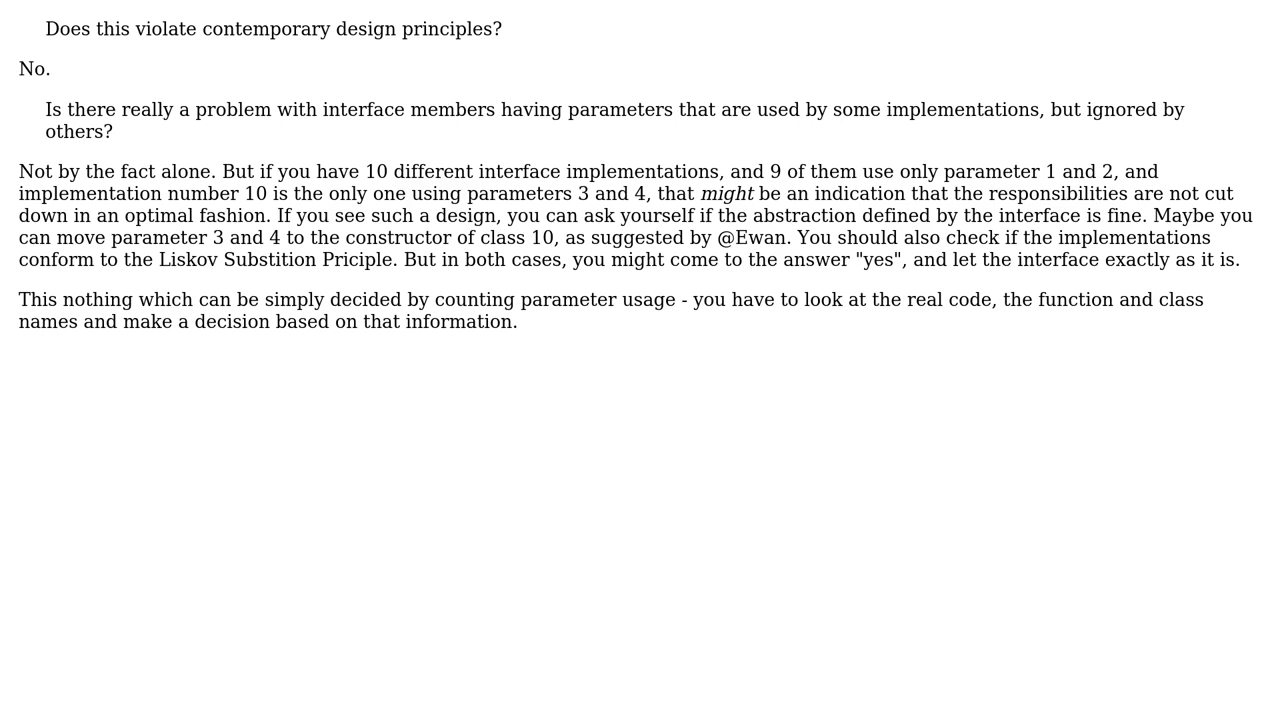 Does this violate contemporary design principles?
No.
Is there really a problem with interface members having parameters that are used by some implementations, but ignored by
others?
Not by the fact alone. But if you have 10 different interface implementations, and 9 of them use only parameter 1 and 2, and
implementation number 10 is the only one using parameters 3 and 4, that might be an indication that the responsibilities are not cut
down in an optimal fashion. If you see such a design, you can ask yourself if the abstraction defined by the interface is fine. Maybe you
can move parameter 3 and 4 to the constructor of class 10, as suggested by @Ewan. You should also check if the implementations
conform to the Liskov Substition Priciple. But in both cases, you might come to the answer "yes", and let the interface exactly as it is.
This nothing which can be simply decided by counting parameter usage - you have to look at the real code, the function and class
names and make a decision based on that information.